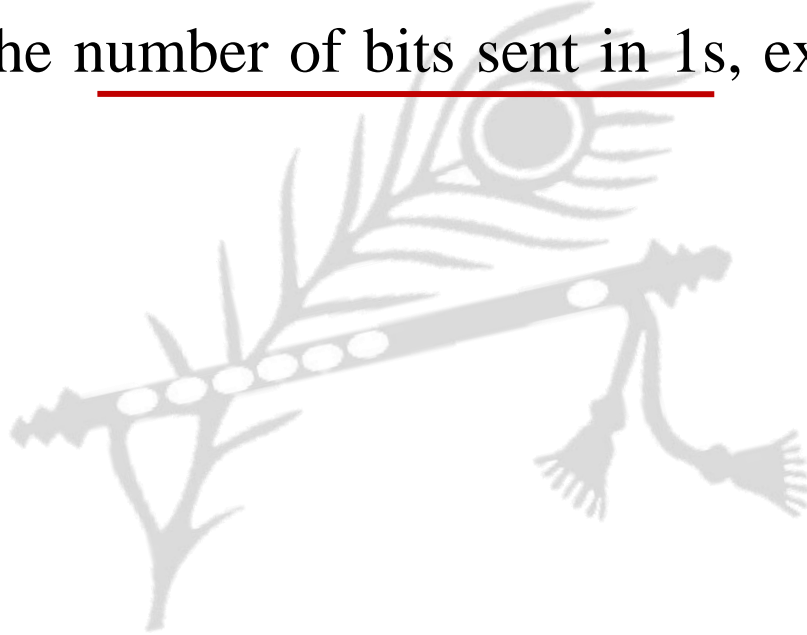 he number of bits sent in 1s, ex